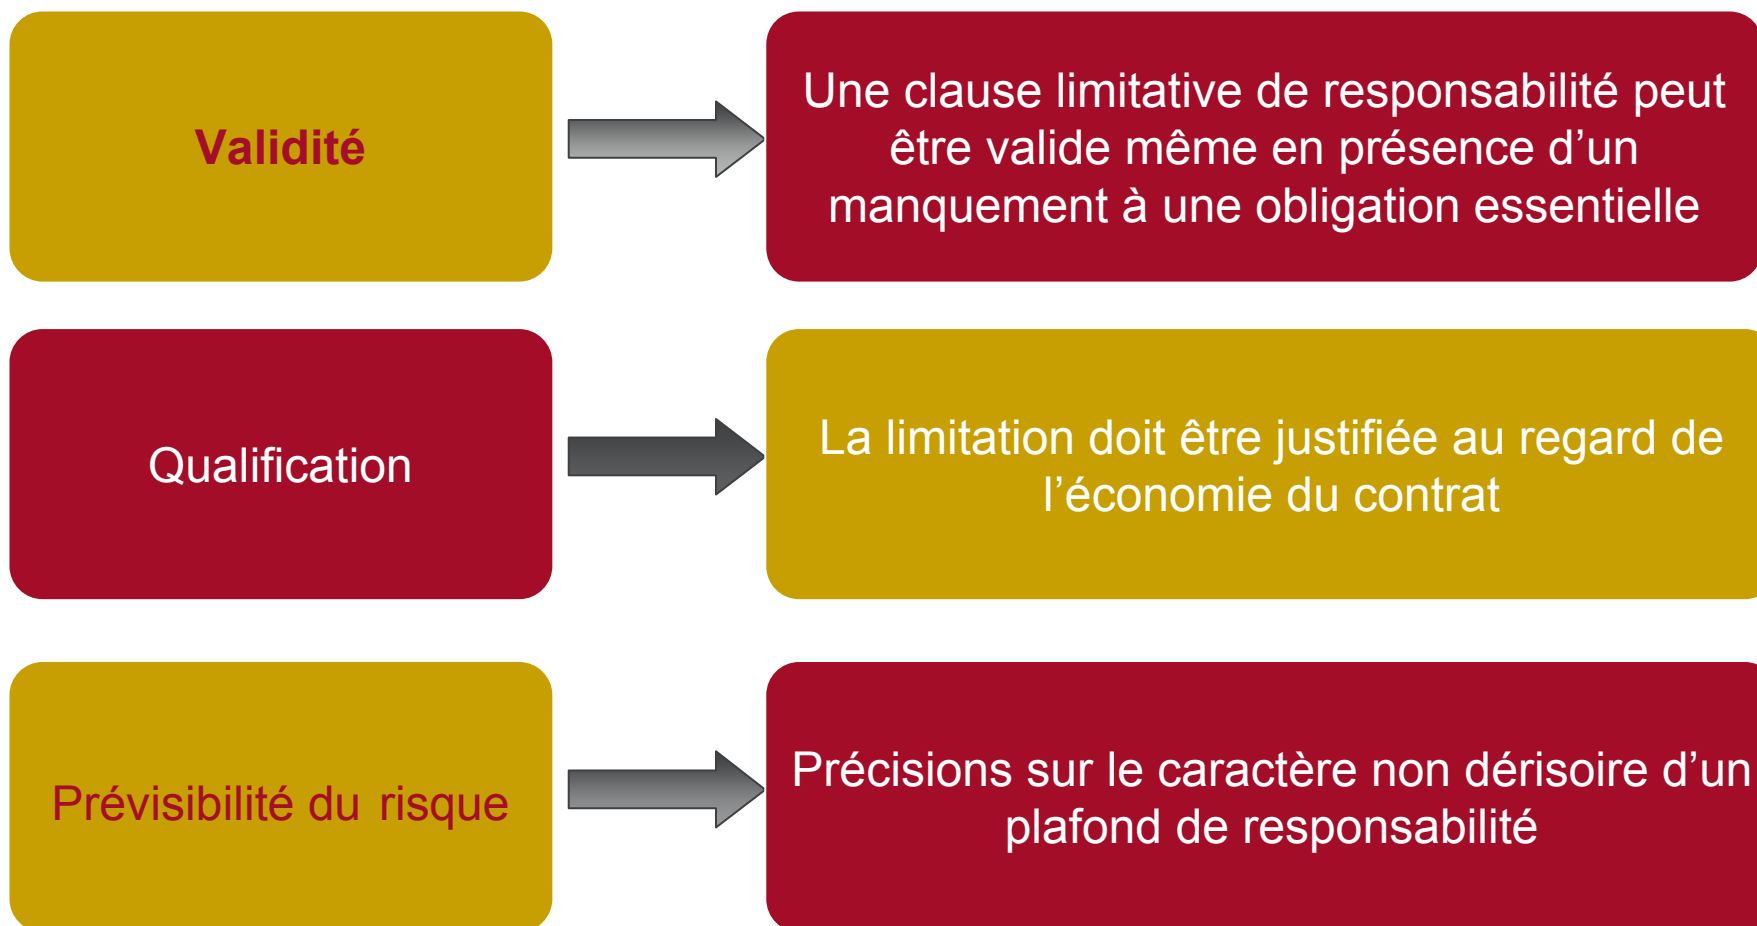 Validité
Une clause limitative de responsabilité peut
être valide même en présence d’un
manquement à une obligation essentielle
Qualification
La limitation doit être justifiée au regard de
l’économie du contrat
Prévisibilité du risque
Précisions sur le caractère non dérisoire d’un
plafond de responsabilité